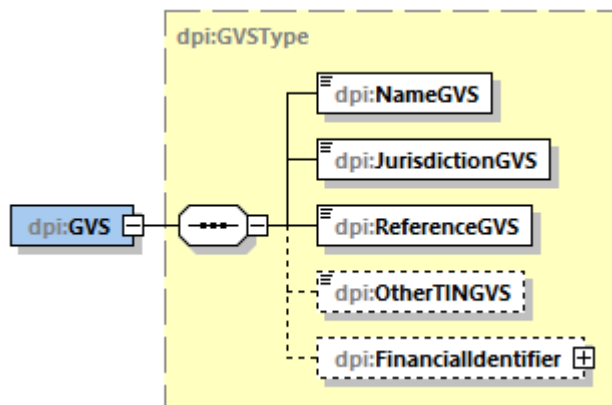 dpi:GVSType
dpi:NameGVS
dpi:JurisdictionGVS
dpi:GVS
dpi:ReferenceGVS
dpi:OtherTINGVS
dpi:FinancialIdentifier